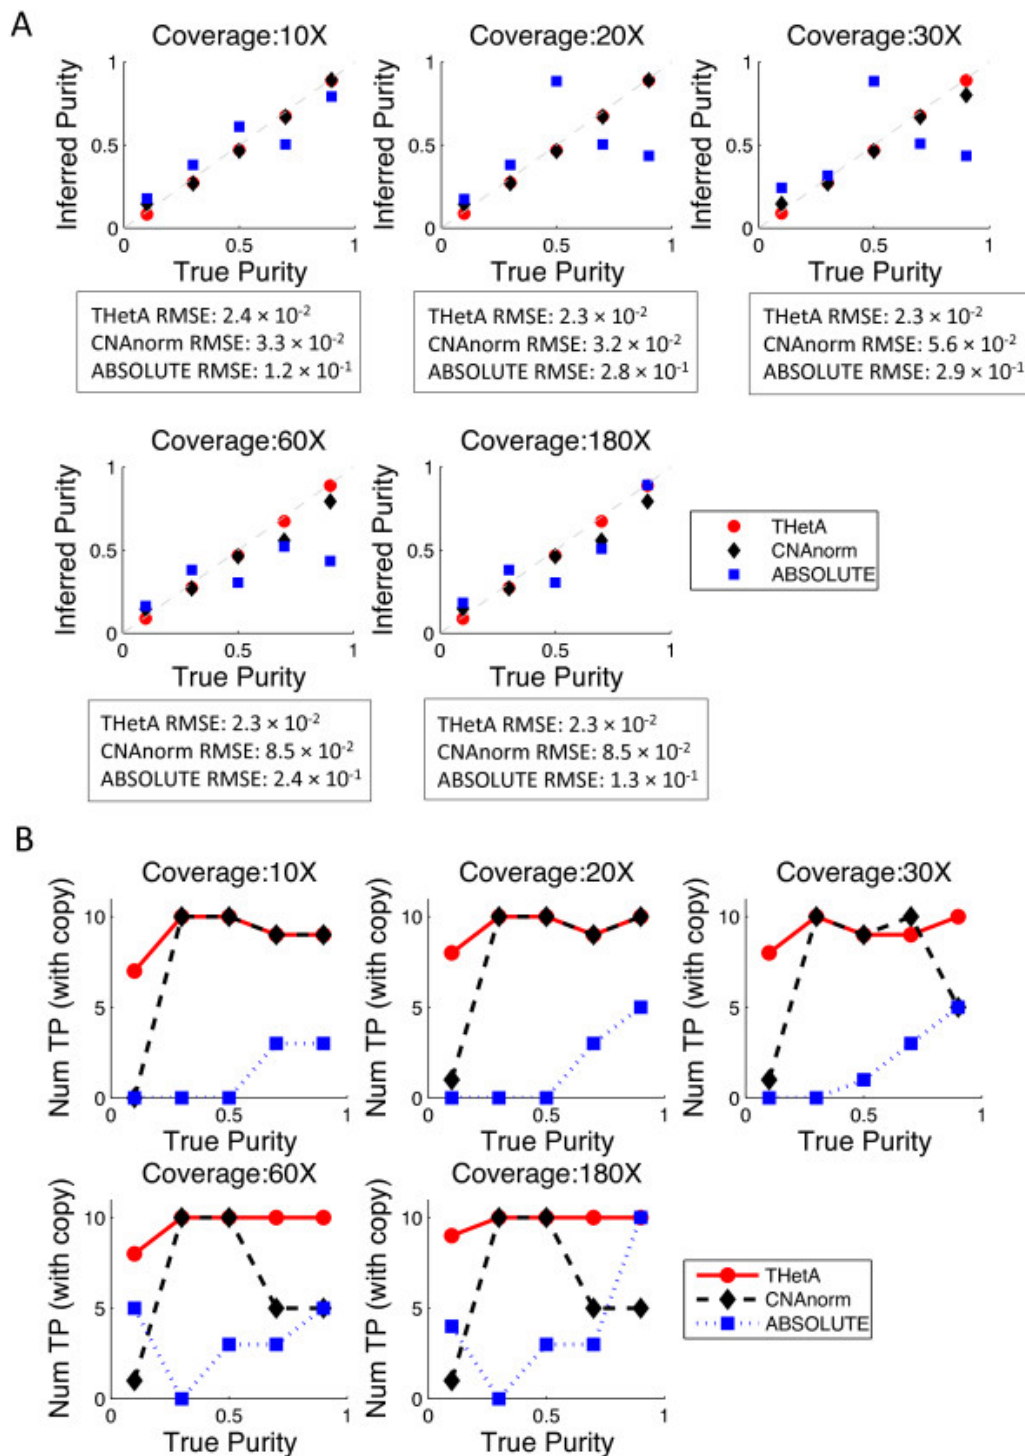 A
Coverage:10X
Coverage:20X
Coverage:30X
Inferred Purity
1
0.5
0
0
0.5
1
True Purity
Inferred Purity
1
0.5
0
0
0.5
1
True Purity
Inferred Purity
1
0.5
0
0
0.5
1
True Purity
THetA RMSE: 2.4 × 10⁻²
CNAnorm RMSE: 3.3 × 10⁻²
ABSOLUTE RMSE: 1.2 × 10⁻¹
THetA RMSE: 2.3 × 10⁻²
CNAnorm RMSE: 3.2 × 10⁻²
ABSOLUTE RMSE: 2.8 × 10⁻¹
THetA RMSE: 2.3 × 10⁻²
CNAnorm RMSE: 5.6 × 10⁻²
ABSOLUTE RMSE: 2.9 × 10⁻¹
Coverage:60X
Coverage:180X
Inferred Purity
1
0.5
0
0
0.5
1
True Purity
Inferred Purity
1
0.5
0
0
0.5
1
True Purity
THetA
CNAnorm
ABSOLUTE
THetA RMSE: 2.3 × 10⁻²
CNAnorm RMSE: 8.5 × 10⁻²
ABSOLUTE RMSE: 2.4 × 10⁻¹
THetA RMSE: 2.3 × 10⁻²
CNAnorm RMSE: 8.5 × 10⁻²
ABSOLUTE RMSE: 1.3 × 10⁻¹
B
Coverage:10X
Coverage:20X
Coverage:30X
Num TP (with copy)
10
5
0
0
0.5
1
True Purity
Num TP (with copy)
10
5
0
0
0.5
1
True Purity
Num TP (with copy)
10
5
0
0
0.5
1
True Purity
Coverage:60X
Coverage:180X
Num TP (with copy)
10
5
0
0
0.5
1
True Purity
Num TP (with copy)
10
5
0
0
0.5
1
True Purity
THetA
CNAnorm
ABSOLUTE